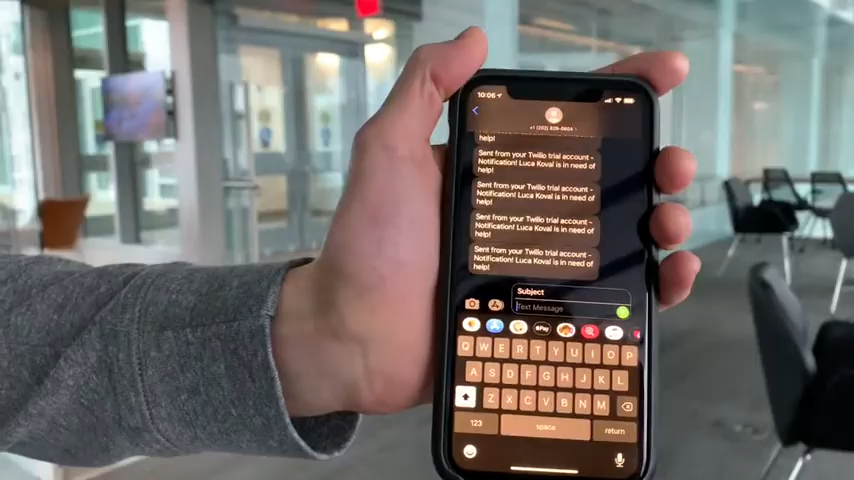 10:06
help!
Sent from your Twilio trial account -
Notification! Luca Koval is in need of
help!
Sent from your Twilio trial account -
Notification! Luca Koval is in need of
help!
Sent from your Twilio trial account -
Notification! Luca Koval is in need of
help!
Sent from your Twilio trial account -
Notification! Luca Koval is in need of
help!
Subject
Text Message
Pay
Q W E R T Y U I O P
A S D F G H J K L
Z X C V B N M
123 space return